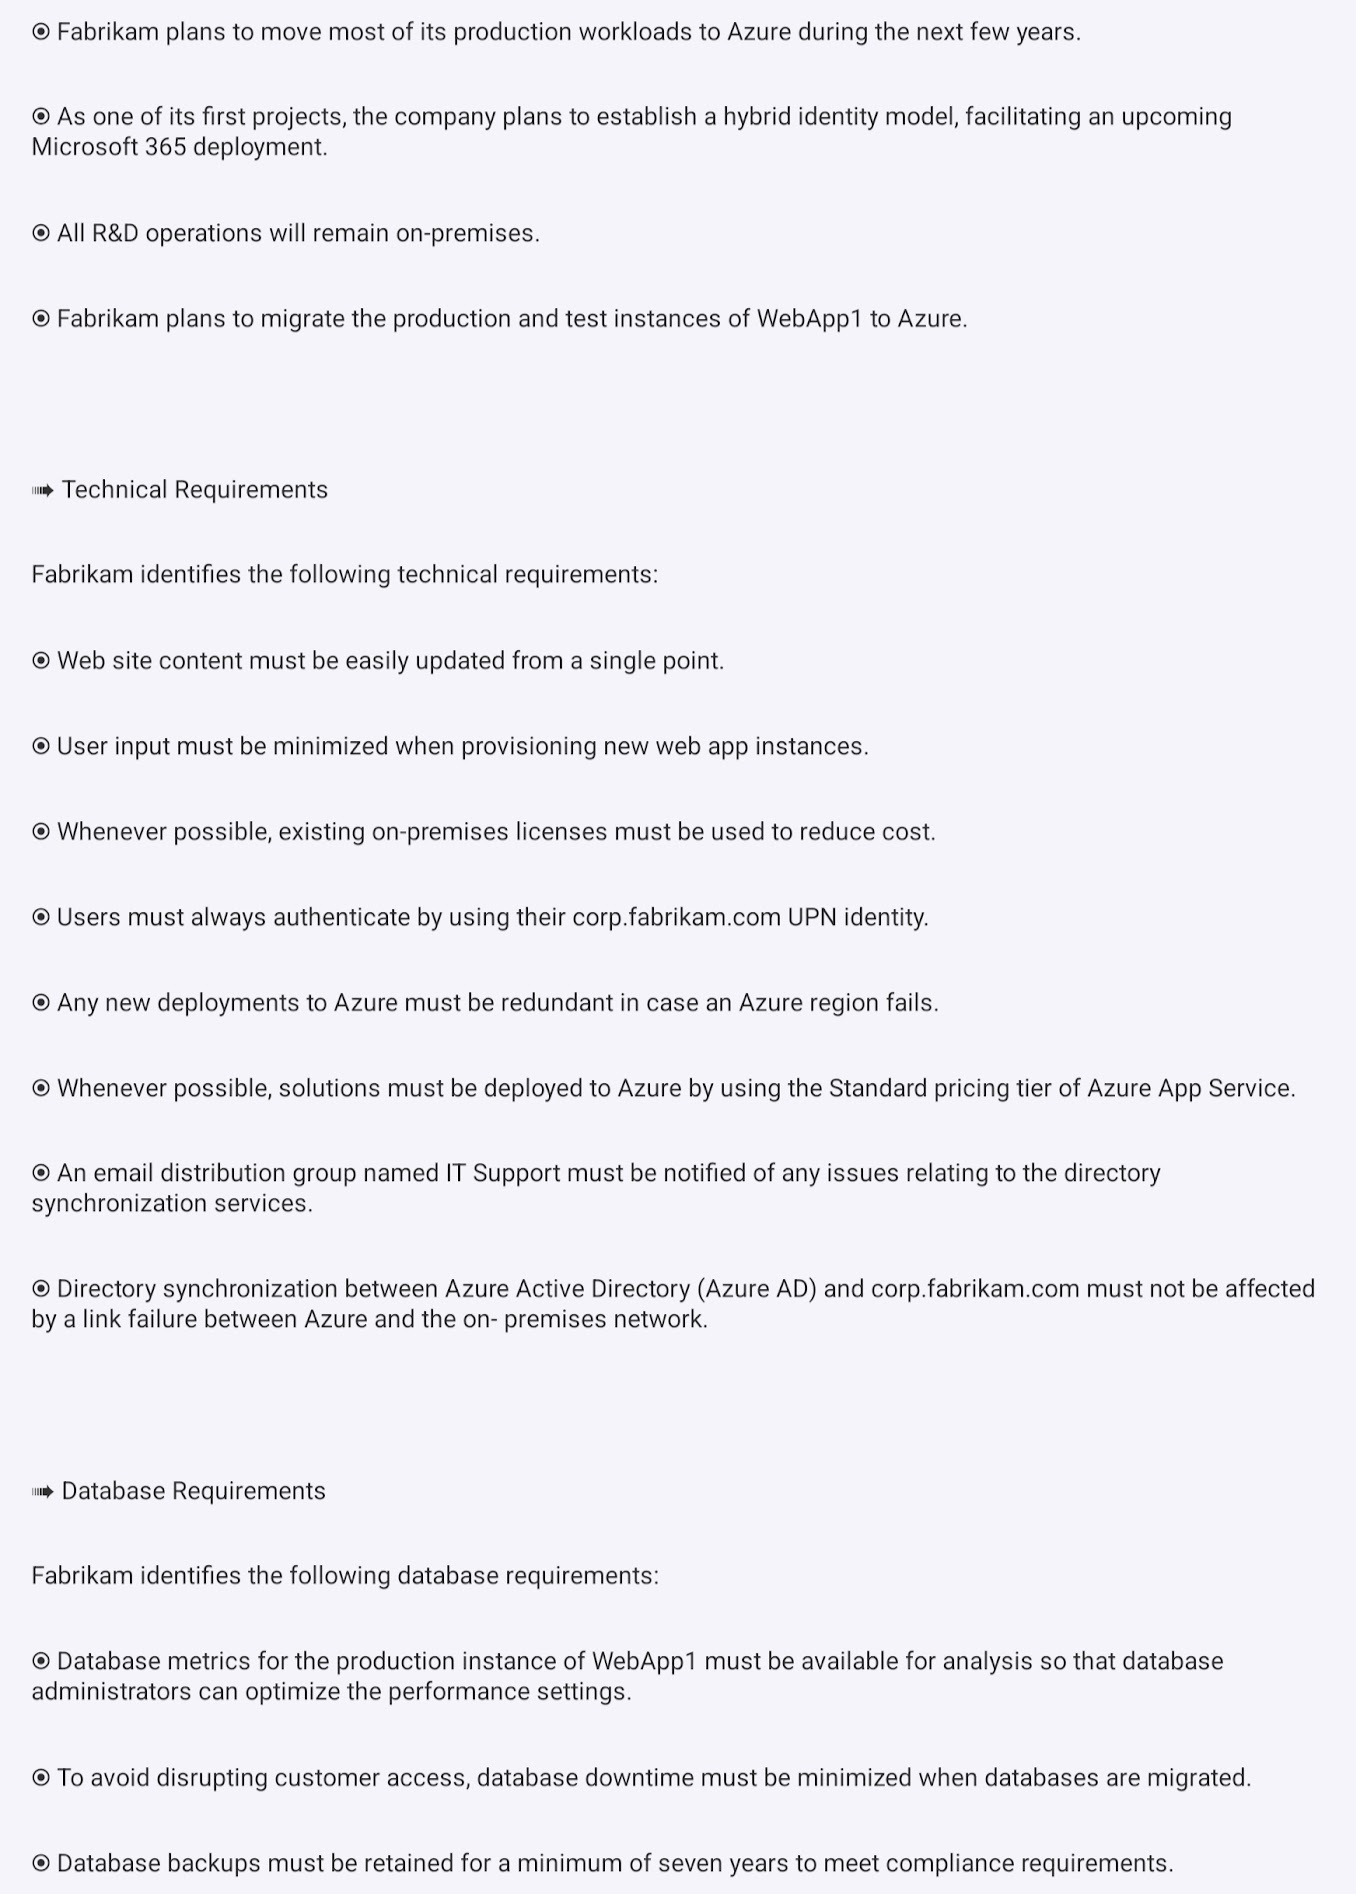 ◉ Fabrikam plans to move most of its production workloads to Azure during the next few years.
◉ As one of its first projects, the company plans to establish a hybrid identity model, facilitating an upcoming
Microsoft 365 deployment.
◉ All R&D operations will remain on-premises.
◉ Fabrikam plans to migrate the production and test instances of WebApp1 to Azure.
➠ Technical Requirements
Fabrikam identifies the following technical requirements:
◉ Web site content must be easily updated from a single point.
◉ User input must be minimized when provisioning new web app instances.
◉ Whenever possible, existing on-premises licenses must be used to reduce cost.
◉ Users must always authenticate by using their corp.fabrikam.com UPN identity.
◉ Any new deployments to Azure must be redundant in case an Azure region fails.
◉ Whenever possible, solutions must be deployed to Azure by using the Standard pricing tier of Azure App Service.
◉ An email distribution group named IT Support must be notified of any issues relating to the directory
synchronization services.
◉ Directory synchronization between Azure Active Directory (Azure AD) and corp.fabrikam.com must not be affected
by a link failure between Azure and the on- premises network.
➠ Database Requirements
Fabrikam identifies the following database requirements:
◉ Database metrics for the production instance of WebApp1 must be available for analysis so that database
administrators can optimize the performance settings.
◉ To avoid disrupting customer access, database downtime must be minimized when databases are migrated.
◉ Database backups must be retained for a minimum of seven years to meet compliance requirements.